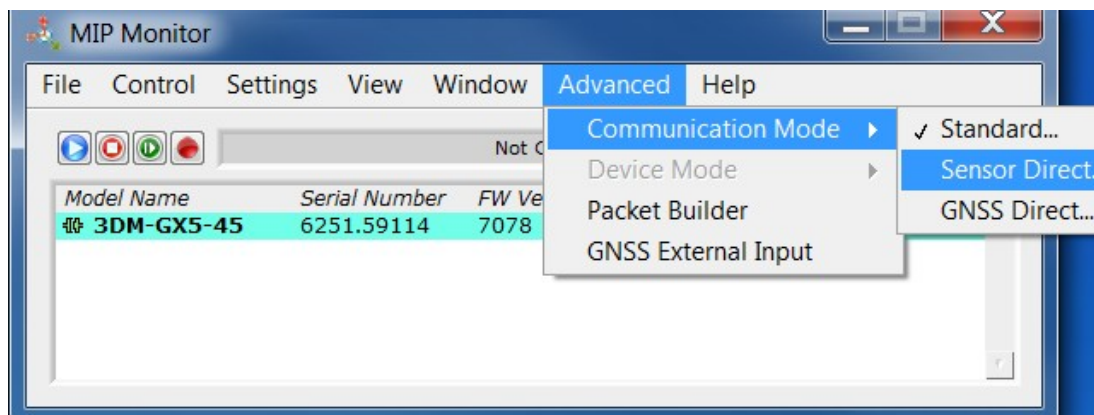 MIP Monitor
File Control Settings View Window Advanced Help
Communication Mode
Standard...
Not
Device Mode
Sensor Direct.
Model Name Serial Number FW Ve
Packet Builder
GNSS Direct...
3DM-GX5-45 6251.59114 7078
GNSS External Input